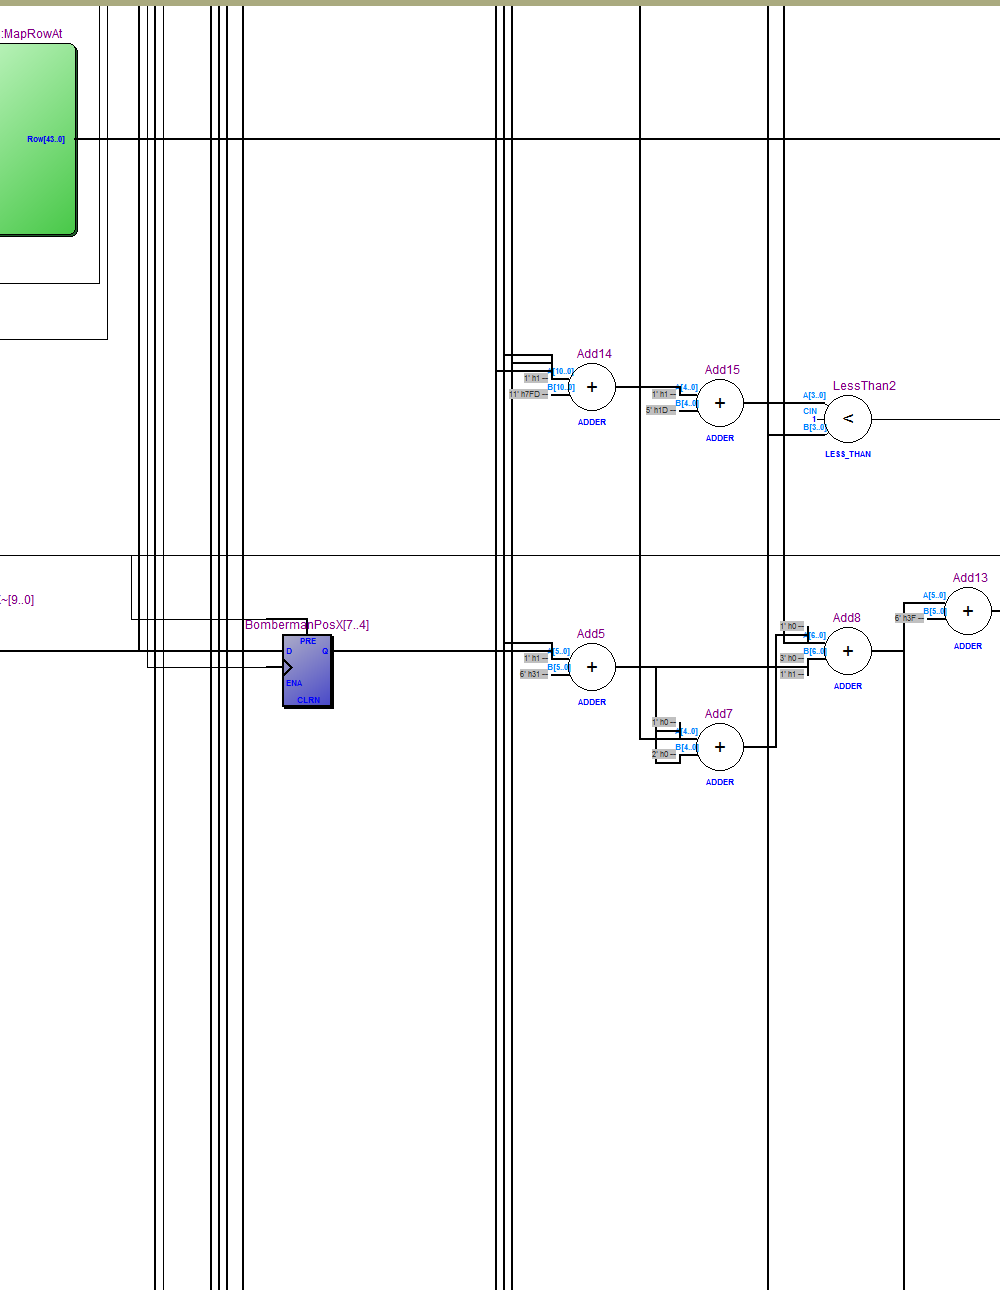 :MapRowAt
Row[43..0]
Add14
A[10..0]
1' h1
B[10..0]
11' h7FD
+
ADDER
Add15
A[4..0]
1' h1
B[4..0]
5' h1D
+
ADDER
LessThan2
A[3..0]
CIN
1
B[3..0]
<
LESS_THAN
~[9..0]
BombermanPosX[7..4]
PRE
D
Q
ENA
CLRN
Add5
A[5..0]
1' h1
B[5..0]
6' h31
+
ADDER
Add7
1' h0
A[4..0]
B[4..0]
2' h0
+
ADDER
Add8
1' h0
A[6..0]
B[6..0]
3' h0
1' h1
+
ADDER
Add13
A[5..0]
B[5..0]
6' h3F
+
ADDER